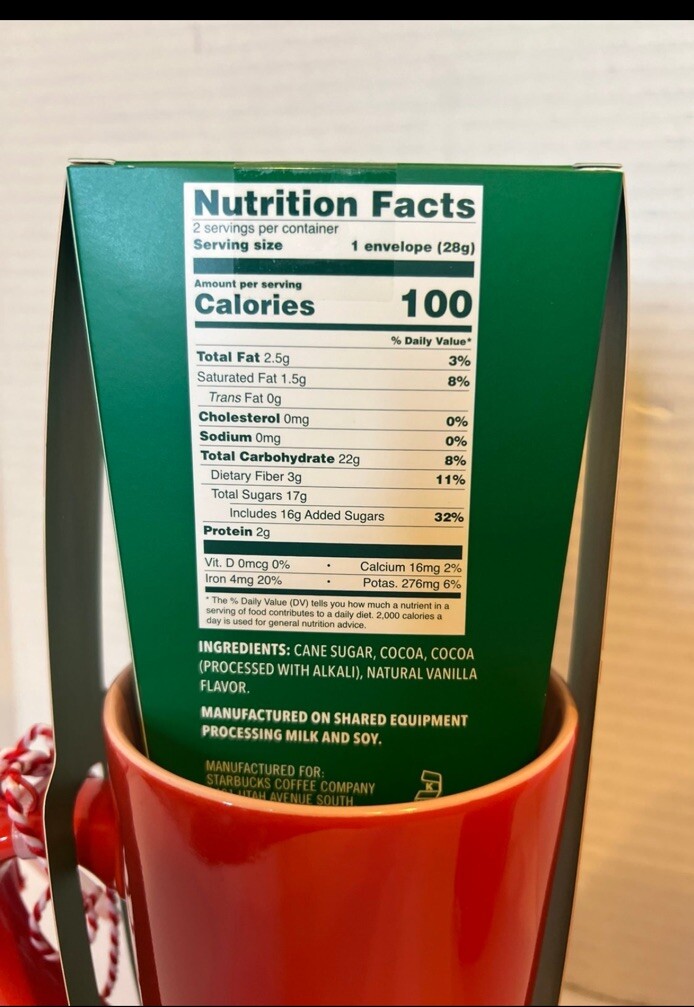 Nutrition Facts
2 servings per container
Serving size 1 envelope (28g)
Amount per serving
Calories 100
% Daily Value*
Total Fat 2.5g 3%
Saturated Fat 1.5g 8%
Trans Fat 0g
Cholesterol 0mg 0%
Sodium 0mg 0%
Total Carbohydrate 22g 8%
Dietary Fiber 3g 11%
Total Sugars 17g
Includes 16g Added Sugars 32%
Protein 2g
Vit. D 0mcg 0% • Calcium 16mg 2%
Iron 4mg 20% • Potas. 276mg 6%
* The % Daily Value (DV) tells you how much a nutrient in a
serving of food contributes to a daily diet. 2,000 calories a
day is used for general nutrition advice.
INGREDIENTS: CANE SUGAR, COCOA, COCOA
(PROCESSED WITH ALKALI), NATURAL VANILLA
FLAVOR.
MANUFACTURED ON SHARED EQUIPMENT
PROCESSING MILK AND SOY.
MANUFACTURED FOR:
STARBUCKS COFFEE COMPANY
UTAH AVENUE SOUTH
K